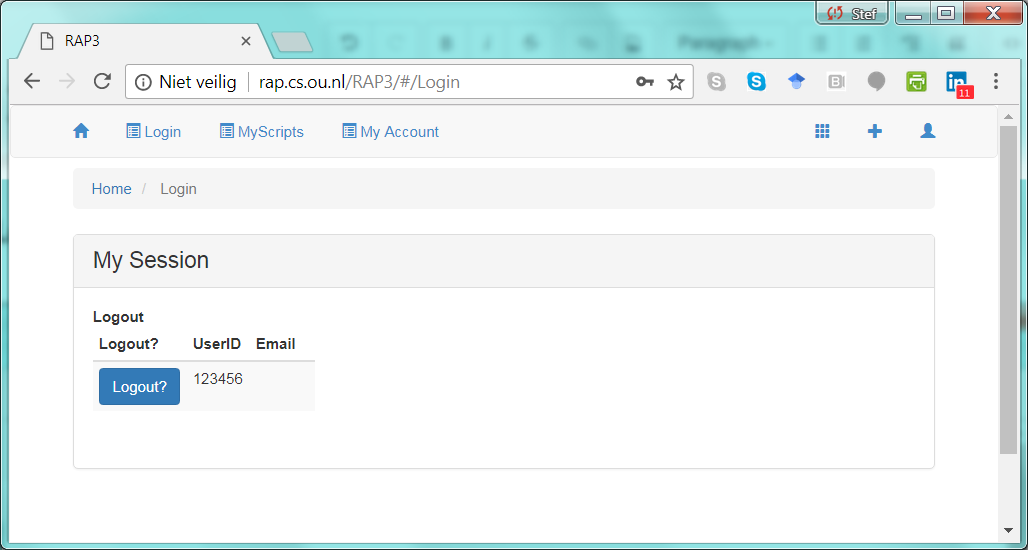 Stef
RAP3
Niet veilig rap.cs.ou.nl/RAP3/#/Login
11
Login MyScripts My Account
Home / Login
My Session
Logout
Logout? UserID Email
Logout? 123456